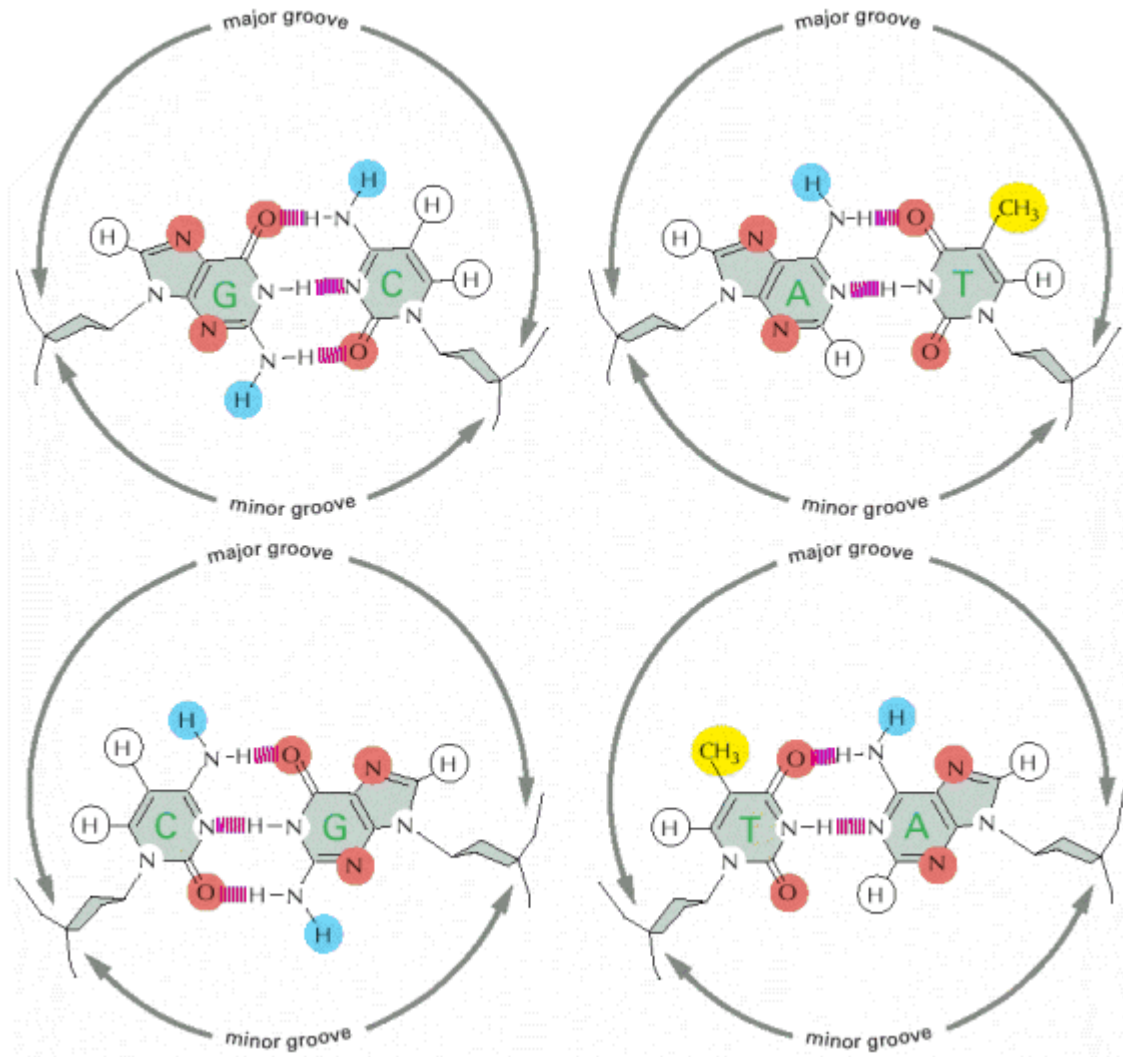 major groove
major groove
H
H
O H N H
H N
G N H N C H
N
N
N H O
H
minor groove
H
CH₃
N H O
H N
A N H N T H
N
N
H O N
minor groove
major groove
major groove
H
H N H O N H
H C N H N G N
N O H N N
H
minor groove
H
CH₃ O H N N H
H T N H N A N
N O H N
minor groove